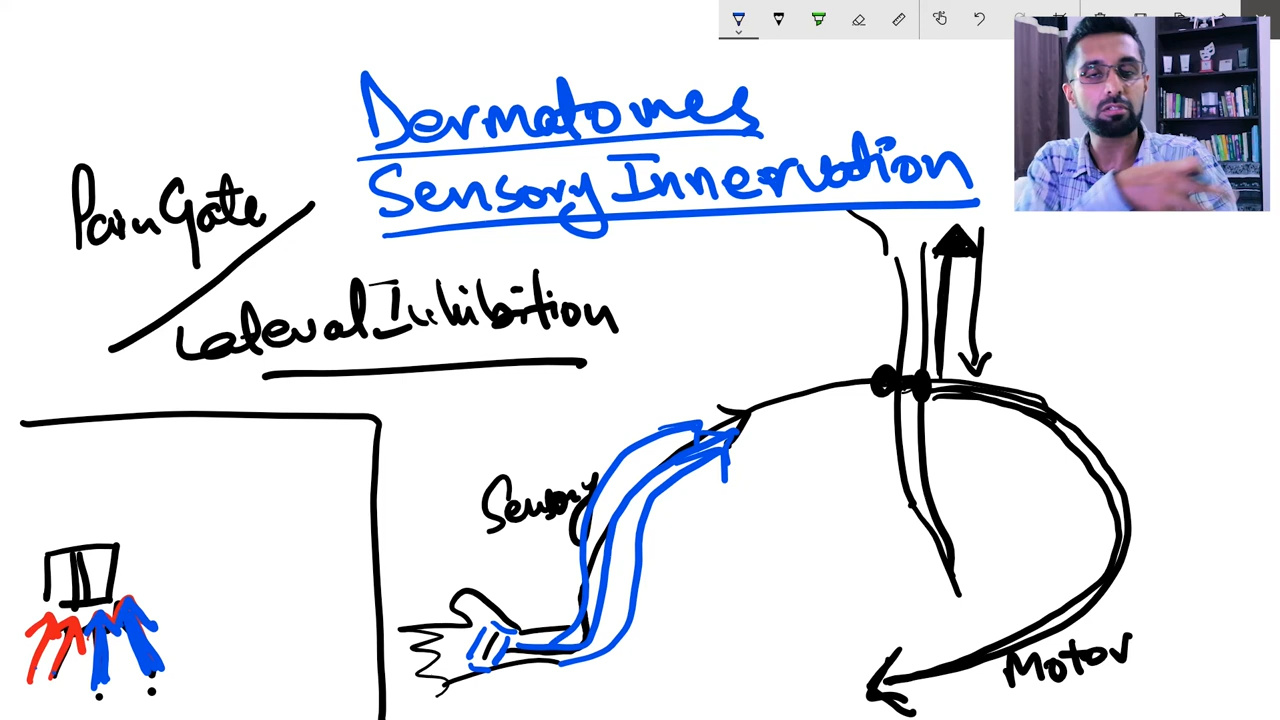 Dermatomes
Sensory Innervation
Pain Gate
Lateral Inhibition
Sensory
Motor